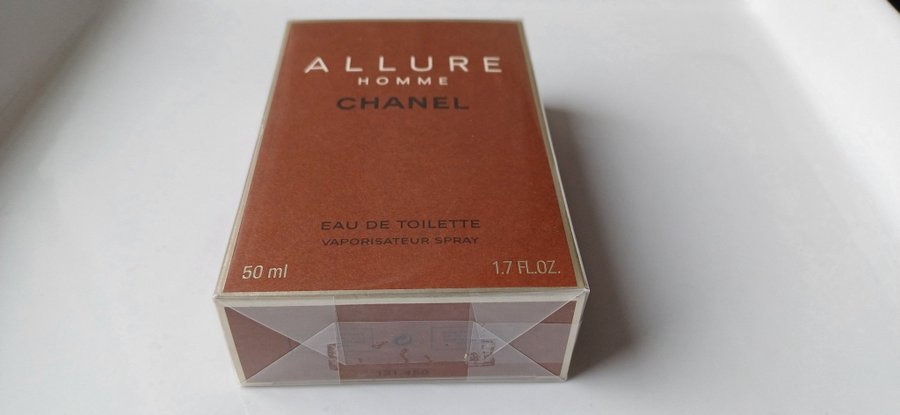 ALLURE
HOMME
CHANEL
EAU DE TOILETTE
VAPORISATEUR SPRAY
50 ml
1.7 FL.OZ.